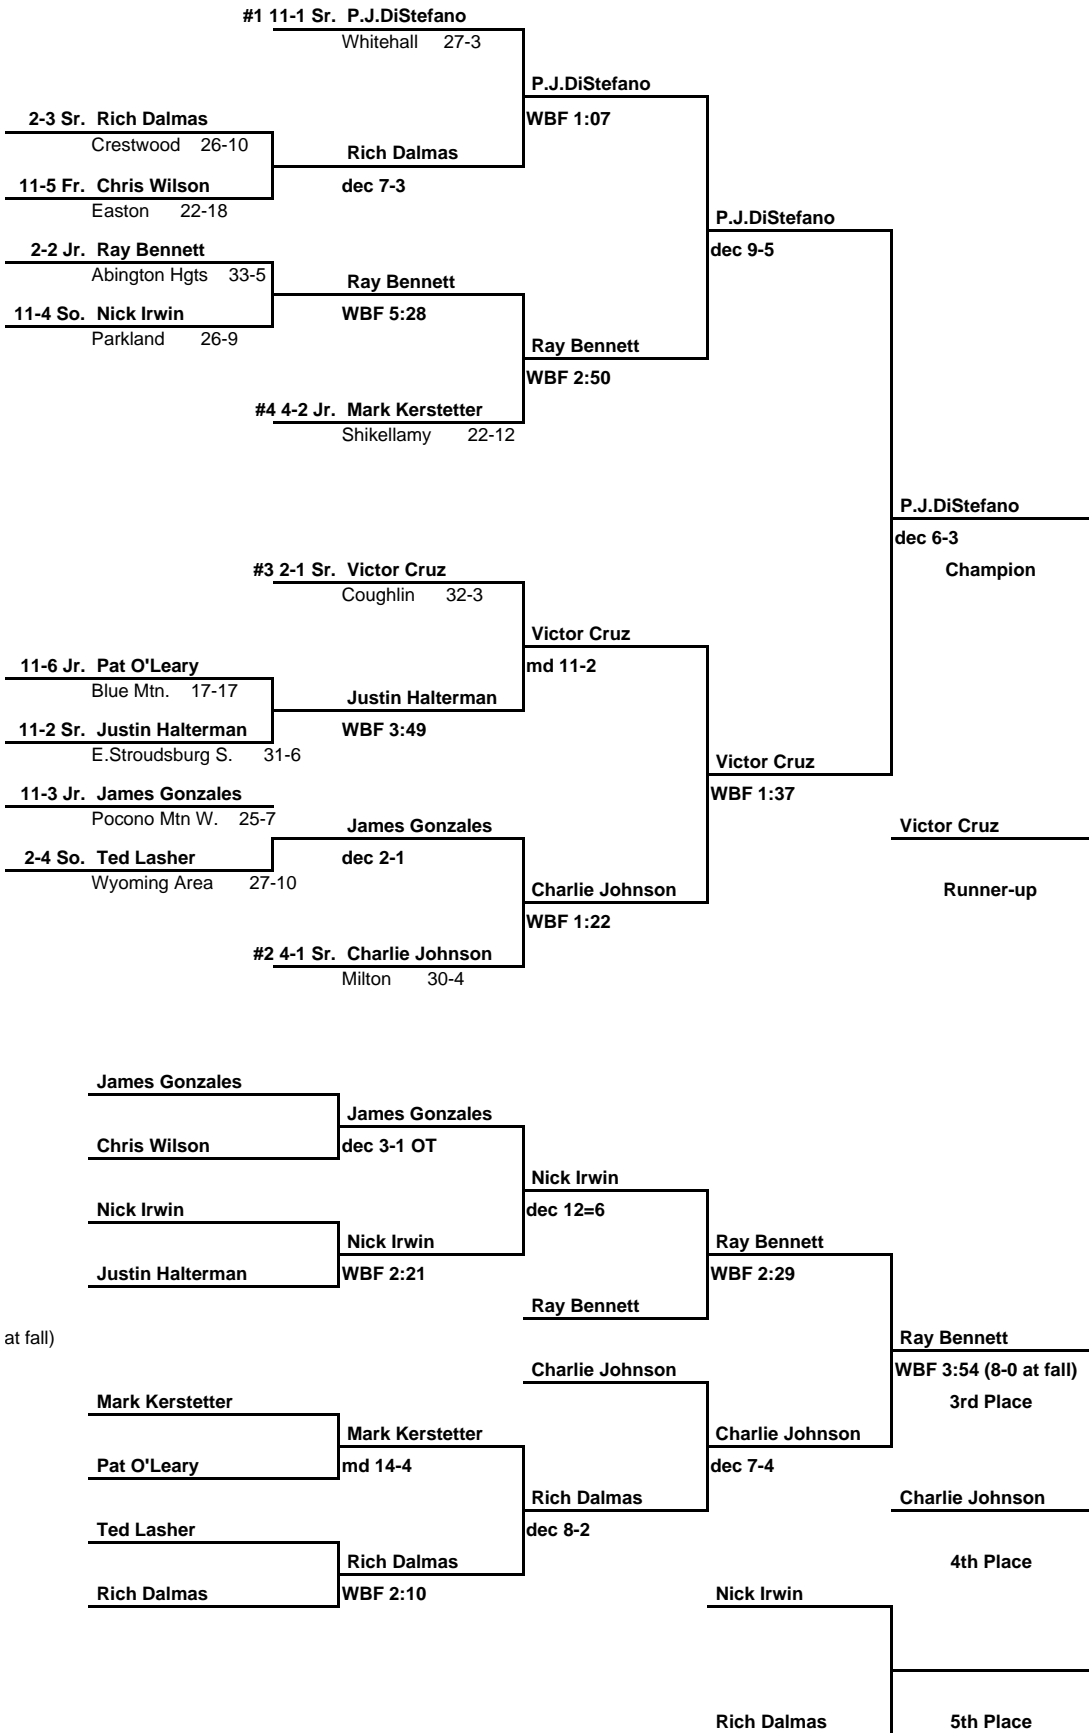 #1 11-1 Sr. P.J.DiStefano
Whitehall 27-3
P.J.DiStefano
2-3 Sr. Rich Dalmas
WBF 1:07
Crestwood 26-10
Rich Dalmas
11-5 Fr. Chris Wilson
dec 7-3
Easton 22-18
P.J.DiStefano
2-2 Jr. Ray Bennett
dec 9-5
Abington Hgts 33-5
Ray Bennett
11-4 So. Nick Irwin
WBF 5:28
Parkland 26-9
Ray Bennett
WBF 2:50
#4 4-2 Jr. Mark Kerstetter
Shikellamy 22-12
P.J.DiStefano
dec 6-3
#3 2-1 Sr. Victor Cruz
Champion
Coughlin 32-3
Victor Cruz
11-6 Jr. Pat O'Leary
md 11-2
Blue Mtn. 17-17
Justin Halterman
11-2 Sr. Justin Halterman
WBF 3:49
E.Stroudsburg S. 31-6
Victor Cruz
11-3 Jr. James Gonzales
WBF 1:37
Pocono Mtn W. 25-7
James Gonzales
Victor Cruz
2-4 So. Ted Lasher
dec 2-1
Wyoming Area 27-10
Charlie Johnson
Runner-up
WBF 1:22
#2 4-1 Sr. Charlie Johnson
Milton 30-4
James Gonzales
James Gonzales
Chris Wilson
dec 3-1 OT
Nick Irwin
Nick Irwin
dec 12=6
Nick Irwin
Ray Bennett
Justin Halterman
WBF 2:21
WBF 2:29
Ray Bennett
at fall)
Ray Bennett
Charlie Johnson
WBF 3:54 (8-0 at fall)
Mark Kerstetter
3rd Place
Mark Kerstetter
Charlie Johnson
Pat O'Leary
md 14-4
dec 7-4
Rich Dalmas
Charlie Johnson
Ted Lasher
dec 8-2
Rich Dalmas
4th Place
Rich Dalmas
WBF 2:10
Nick Irwin
Rich Dalmas
5th Place